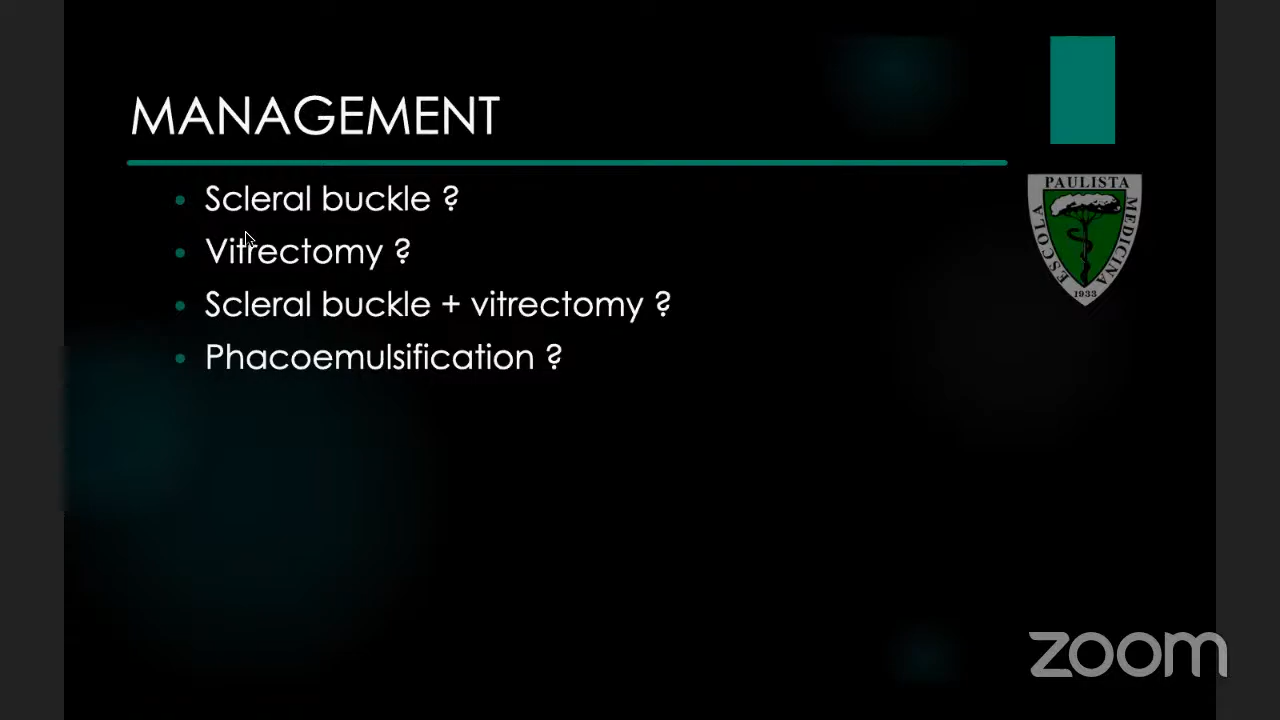 MANAGEMENT
• Scleral buckle ?
• Vitrectomy ?
• Scleral buckle + vitrectomy ?
• Phacoemulsification ?
PAULISTA
ESCOLA
MEDICINA
1933
zoom